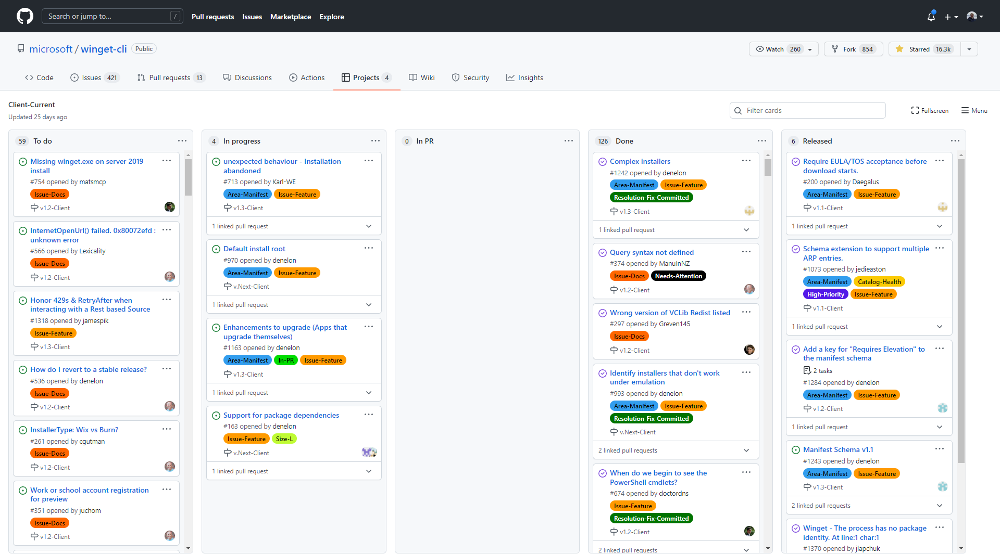 Search or jump to...
/
Pull requests
Issues
Marketplace
Explore
microsoft / winget-cli
Public
Watch 260
Fork 854
Starred 16.3k
Code
Issues 421
Pull requests 13
Discussions
Actions
Projects 4
Wiki
Security
Insights
Client-Current
Updated 25 days ago
Filter cards
Fullscreen
Menu
59 To do
Missing winget.exe on server 2019
install
#754 opened by matsmcp
Issue-Docs
v1.2-Client
InternetOpenUrl() failed. 0x80072efd :
unknown error
#566 opened by Lexicality
Issue-Docs
v1.2-Client
Honor 429s & RetryAfter when
interacting with a Rest based Source
#1318 opened by jamespik
Issue-Feature
v1.3-Client
How do I revert to a stable release?
#536 opened by denelon
Issue-Docs
v1.2-Client
InstallerType: Wix vs Burn?
#261 opened by cgutman
Issue-Docs
v1.2-Client
Work or school account registration
for preview
#351 opened by juchom
Issue-Docs
v1.2-Client
4 In progress
unexpected behaviour - Installation
abandoned
#713 opened by Karl-WE
Area-Manifest Issue-Feature
v1.3-Client
1 linked pull request
Default install root
#970 opened by denelon
Area-Manifest Issue-Feature
v.Next-Client
1 linked pull request
Enhancements to upgrade (Apps that
upgrade themselves)
#1163 opened by denelon
Area-Manifest In-PR Issue-Feature
v1.3-Client
1 linked pull request
Support for package dependencies
#163 opened by denelon
Issue-Feature Size-L
v.Next-Client
1 linked pull request
0 In PR
126 Done
Complex installers
#1242 opened by denelon
Area-Manifest Issue-Feature
Resolution-Fix-Committed
v1.3-Client
1 linked pull request
Query syntax not defined
#374 opened by ManuInNZ
Issue-Docs Needs-Attention
v1.2-Client
Wrong version of VCLib Redist listed
#297 opened by Greven145
Issue-Docs
v1.2-Client
Identify installers that don't work
under emulation
#993 opened by denelon
Area-Manifest Issue-Feature
Resolution-Fix-Committed
v.Next-Client
2 linked pull requests
When do we begin to see the
PowerShell cmdlets?
#674 opened by doctordns
Issue-Feature
Resolution-Fix-Committed
v1.2-Client
2 linked pull requests
6 Released
Require EULA/TOS acceptance before
download starts.
#200 opened by Daegalus
Area-Manifest Issue-Feature
v1.1-Client
1 linked pull request
Schema extension to support multiple
ARP entries.
#1073 opened by jedieaston
Area-Manifest Catalog-Health
High-Priority Issue-Feature
v1.1-Client
1 linked pull request
Add a key for "Requires Elevation" to
the manifest schema
2 tasks
#1284 opened by denelon
Area-Manifest Issue-Feature
v1.2-Client
1 linked pull request
Manifest Schema v1.1
#1243 opened by denelon
Area-Manifest Issue-Feature
v1.3-Client
2 linked pull requests
Winget - The process has no package
identity. At line:1 char:1
#1370 opened by jlapchuk